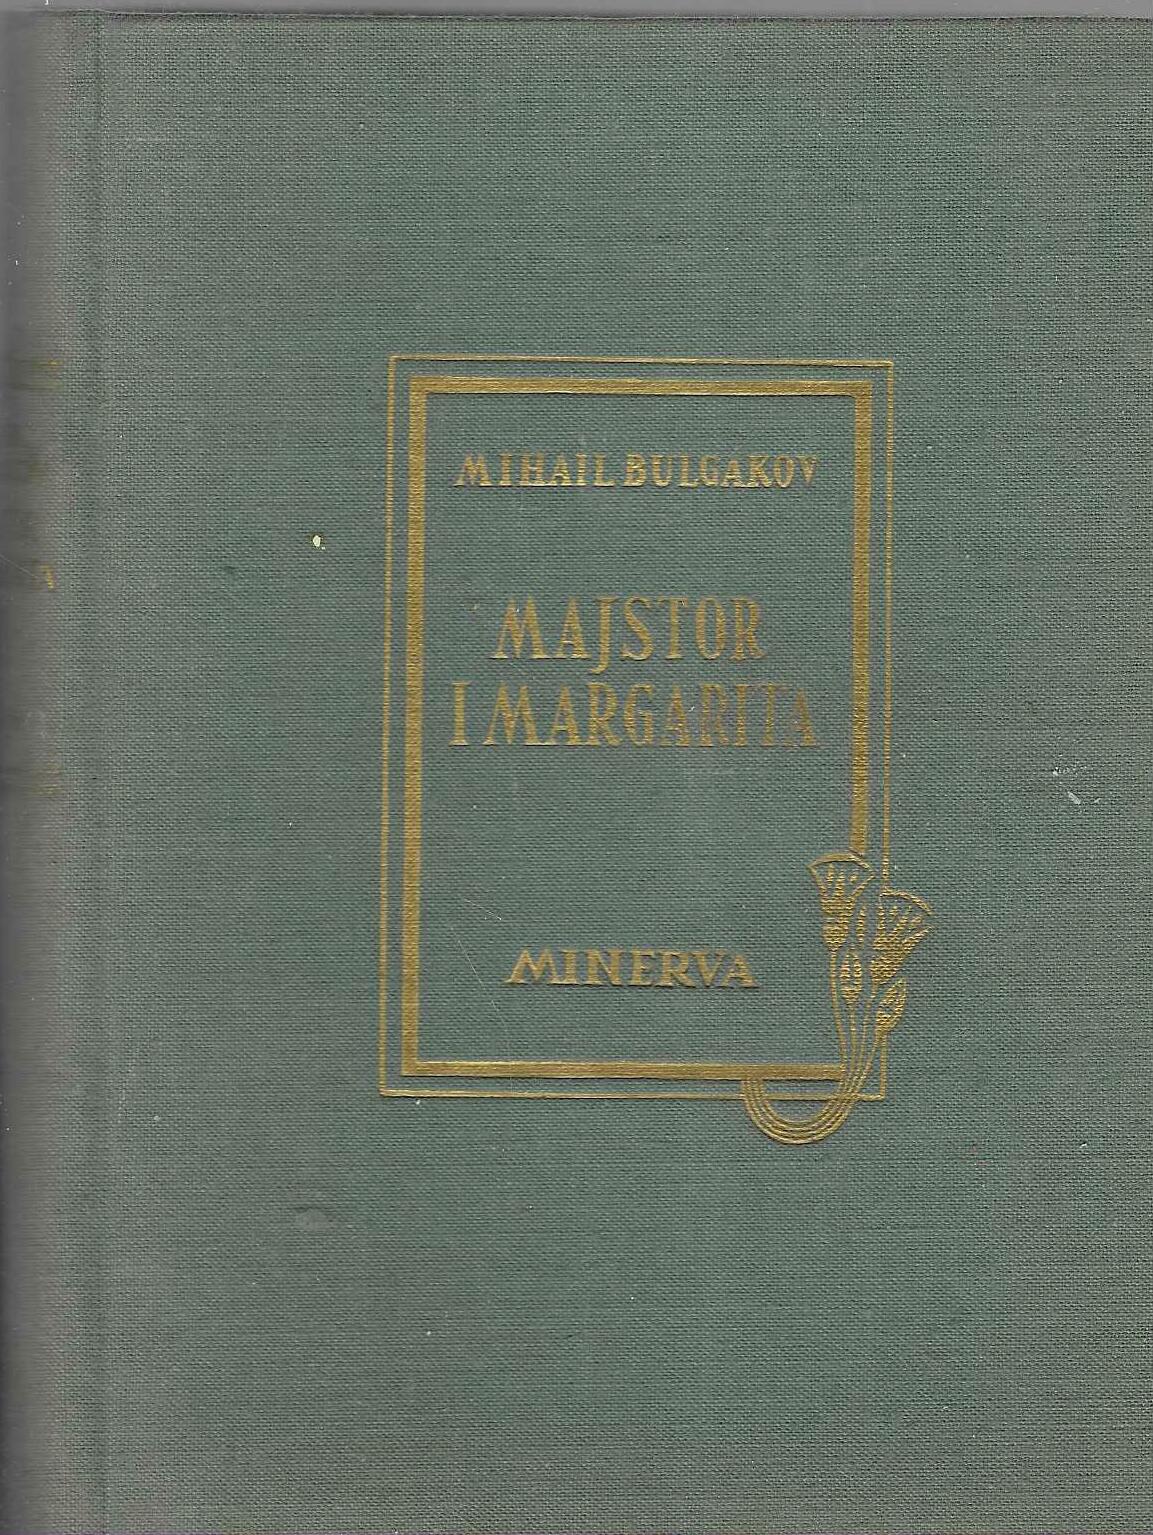 MIHAIL BULGAKOV
MAJSTOR
I MARGARITA
MINERVA